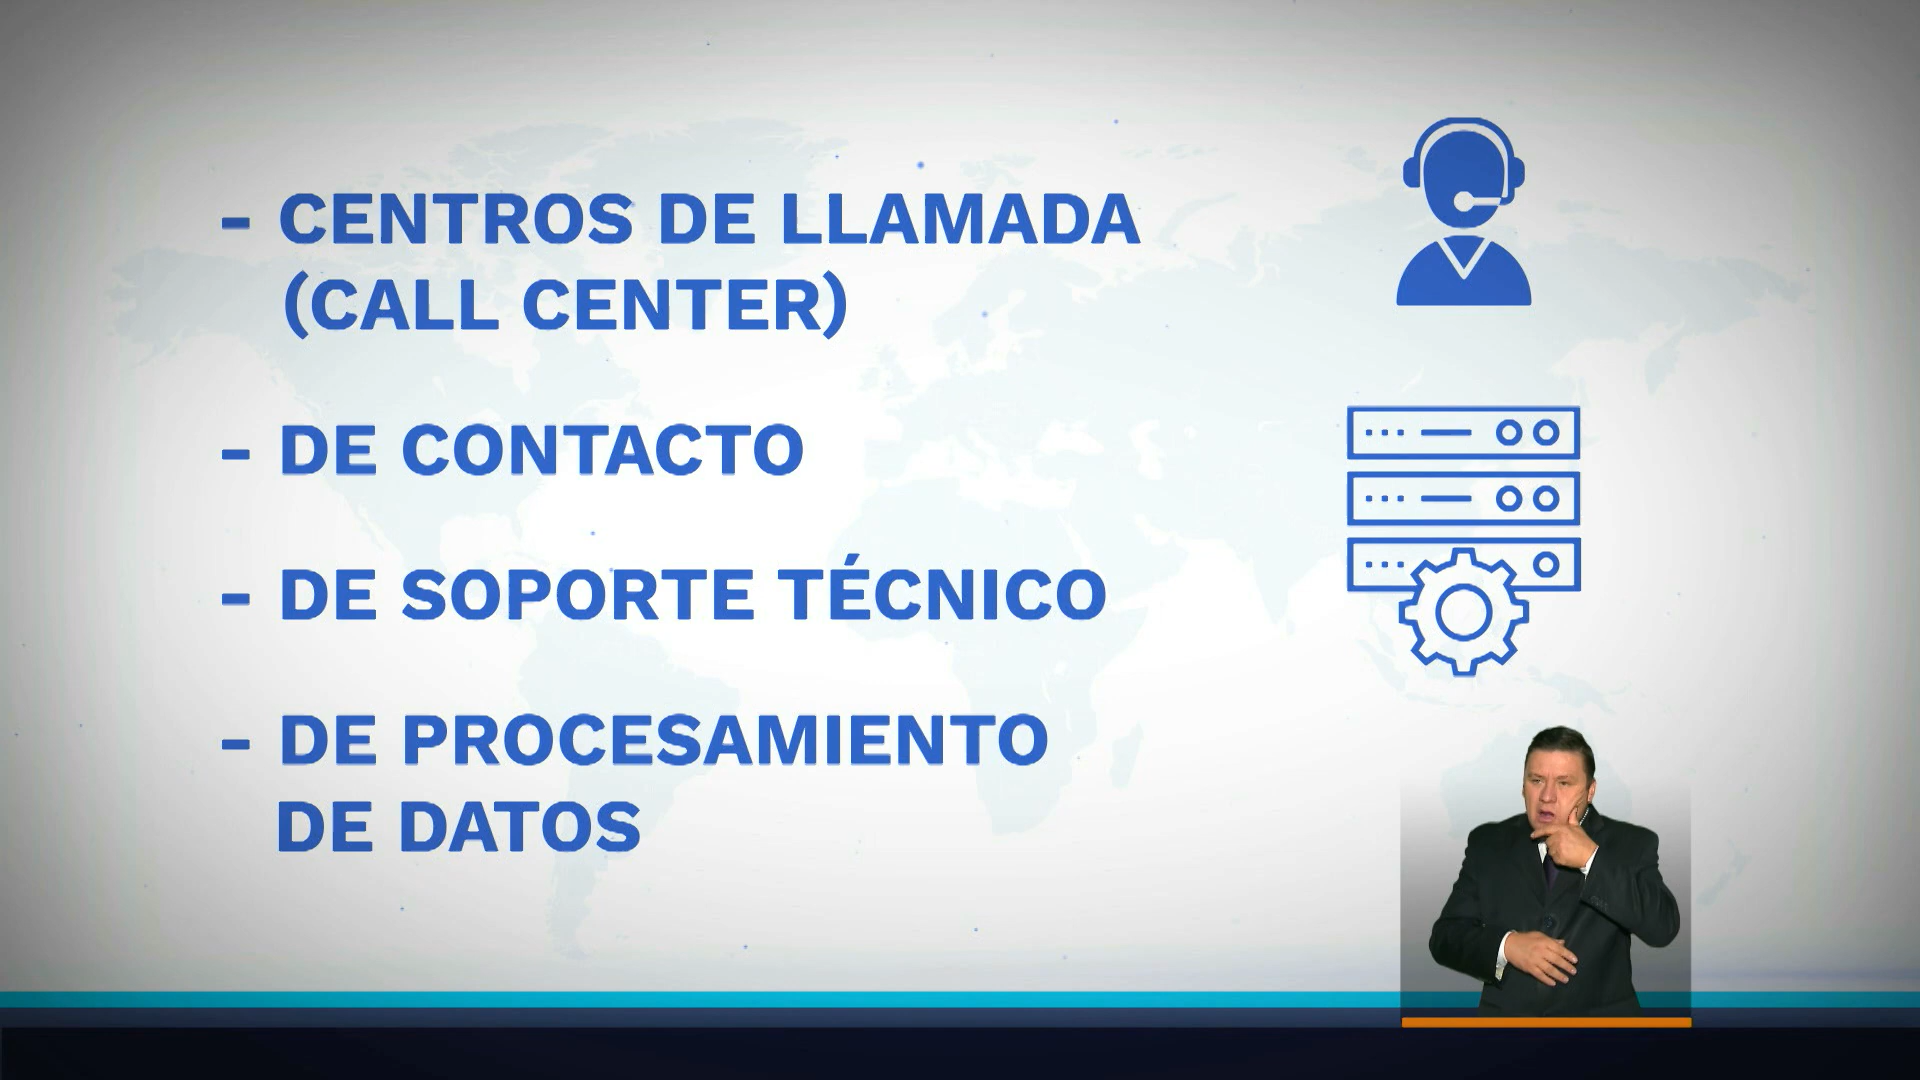 - CENTROS DE LLAMADA
(CALL CENTER)
- DE CONTACTO
- DE SOPORTE TÉCNICO
- DE PROCESAMIENTO
DE DATOS